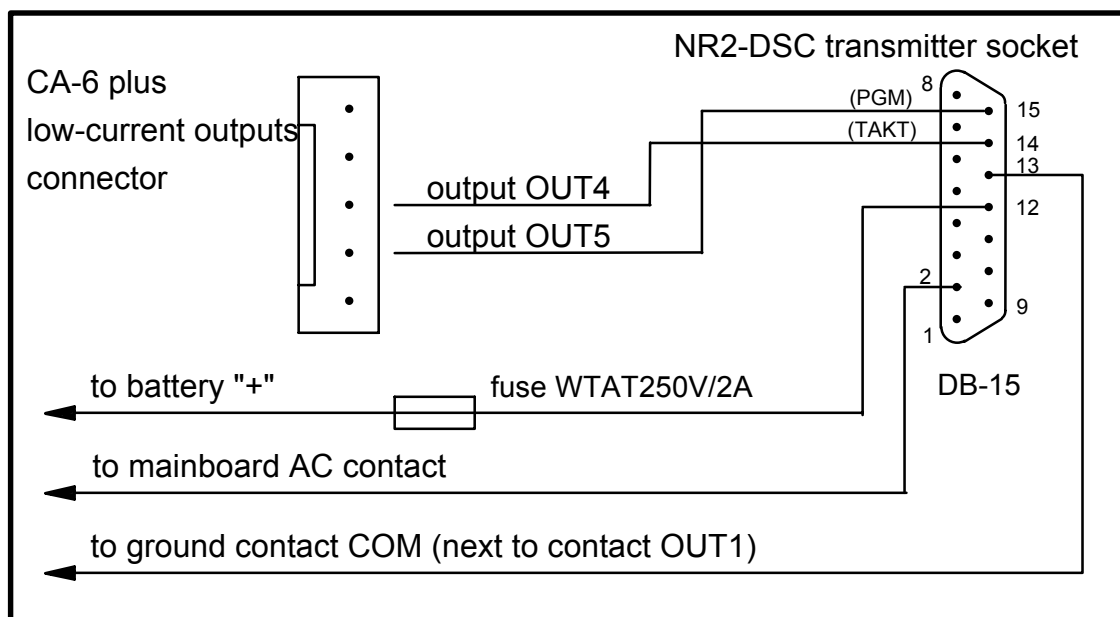 NR2-DSC transmitter socket
CA-6 plus
low-current outputs
connector
8
(PGM)
15
(TAKT)
14
13
output OUT4
12
output OUT5
2
9
1
to battery "+"
fuse WTAT250V/2A
DB-15
to mainboard AC contact
to ground contact COM (next to contact OUT1)